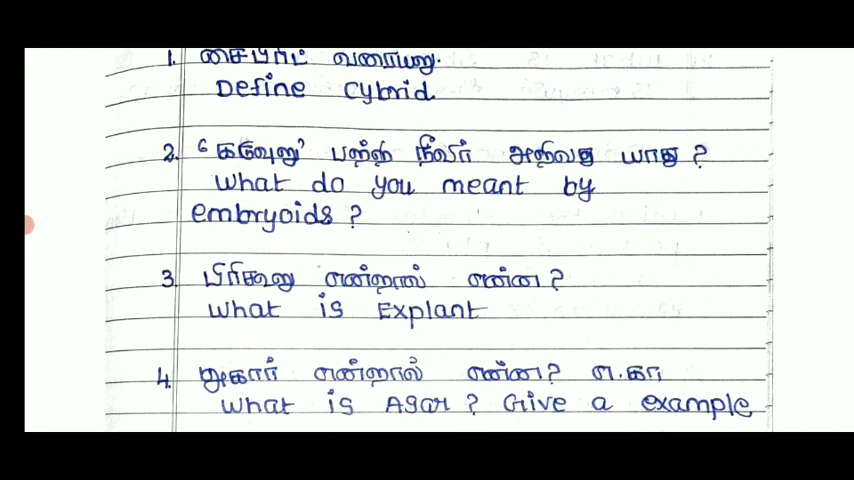 1. சைபிரிட் வரையறு.
Define Cybrid.
2. 'கருவுரு' பற்றி நீவிர் அறிவது யாது?
What do you meant by
embryoids?
3. பிரிகூறு என்றால் என்ன?
What is Explant
4. அகார் என்றால் என்ன? எ.கா
What is Agar? Give a example